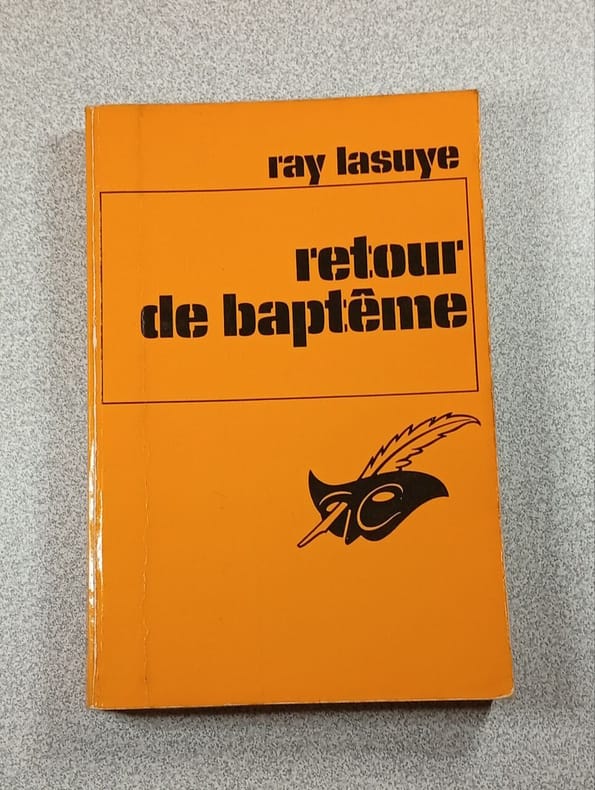 ray lasuye
retour
de baptême